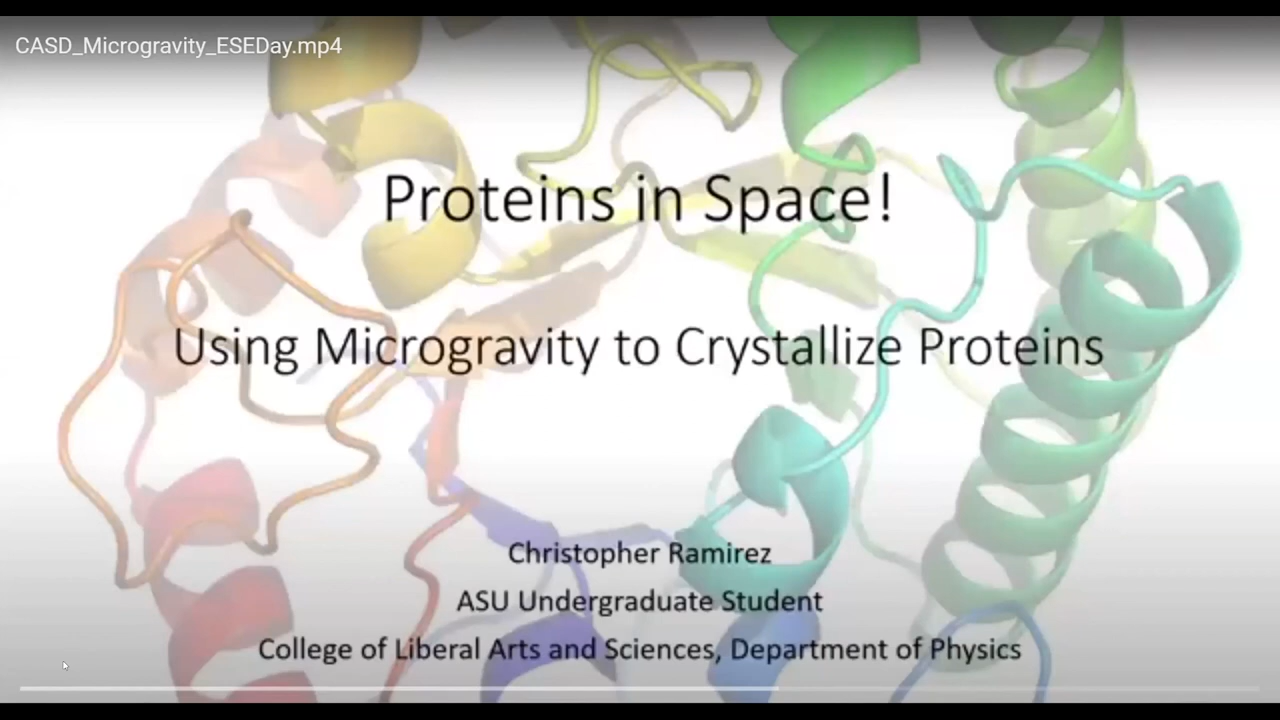 CASD_Microgravity_ESEDay.mp4
Proteins in Space!
Using Microgravity to Crystallize Proteins
Christopher Ramirez
ASU Undergraduate Student
College of Liberal Arts and Sciences, Department of Physics